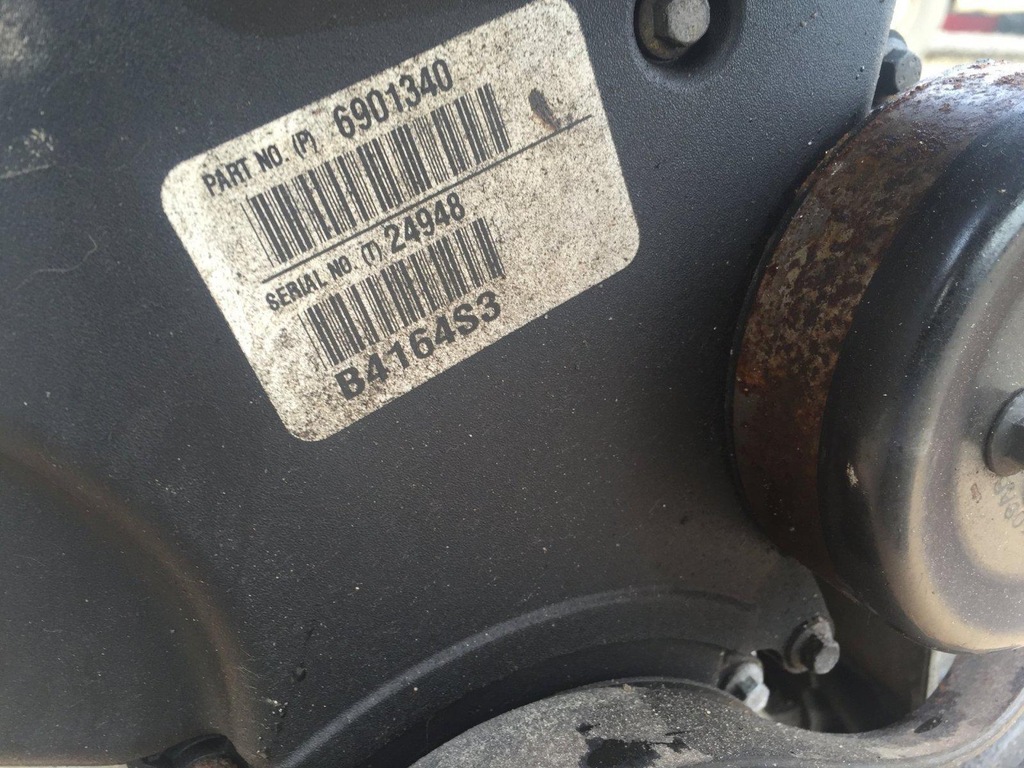 PART NO. (P) 6901340
SERIAL NO. (T) 24948
B4164S3